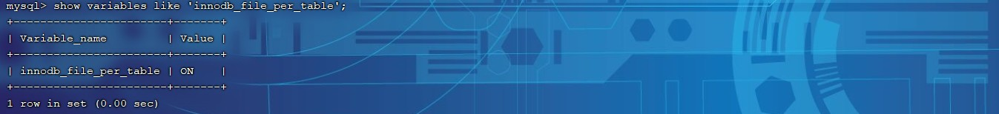 mysql> show variables like 'innodb_file_per_table';
+-----------------------+-------+
| Variable_name         | Value |
+-----------------------+-------+
| innodb_file_per_table | ON    |
+-----------------------+-------+
1 row in set (0.00 sec)